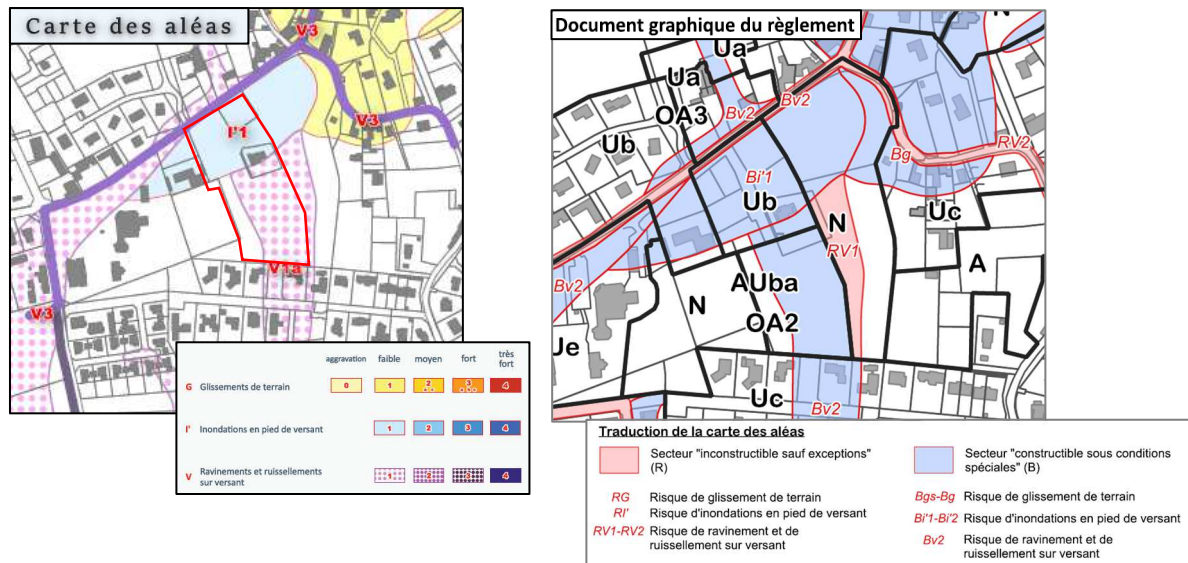 Carte des aléas
V3
I'1
V3
V1a
V3
aggravation faible moyen fort très fort
G Glissements de terrain 0 1 2 3 4
I' Inondations en pied de versant 1 2 3 4
V Ravinements et ruissellements
sur versant 1 2 3 4
Document graphique du règlement
N
Ua
Ua
OA3
Bv2
Bv2
Ub
Bg
RV2
Bi'1
Ub
Uc
N
RV1
A
Bv2
AUba
N
OA2
Ue
Uc
Bv2
Traduction de la carte des aléas
Secteur "inconstructible sauf exceptions"
(R)
RG Risque de glissement de terrain
RI' Risque d'inondations en pied de versant
RV1-RV2 Risque de ravinement et de
ruissellement sur versant
Secteur "constructible sous conditions
spéciales" (B)
Bgs-Bg Risque de glissement de terrain
Bi'1-Bi'2 Risque d'inondations en pied de versant
Bv2 Risque de ravinement et de
ruissellement sur versant